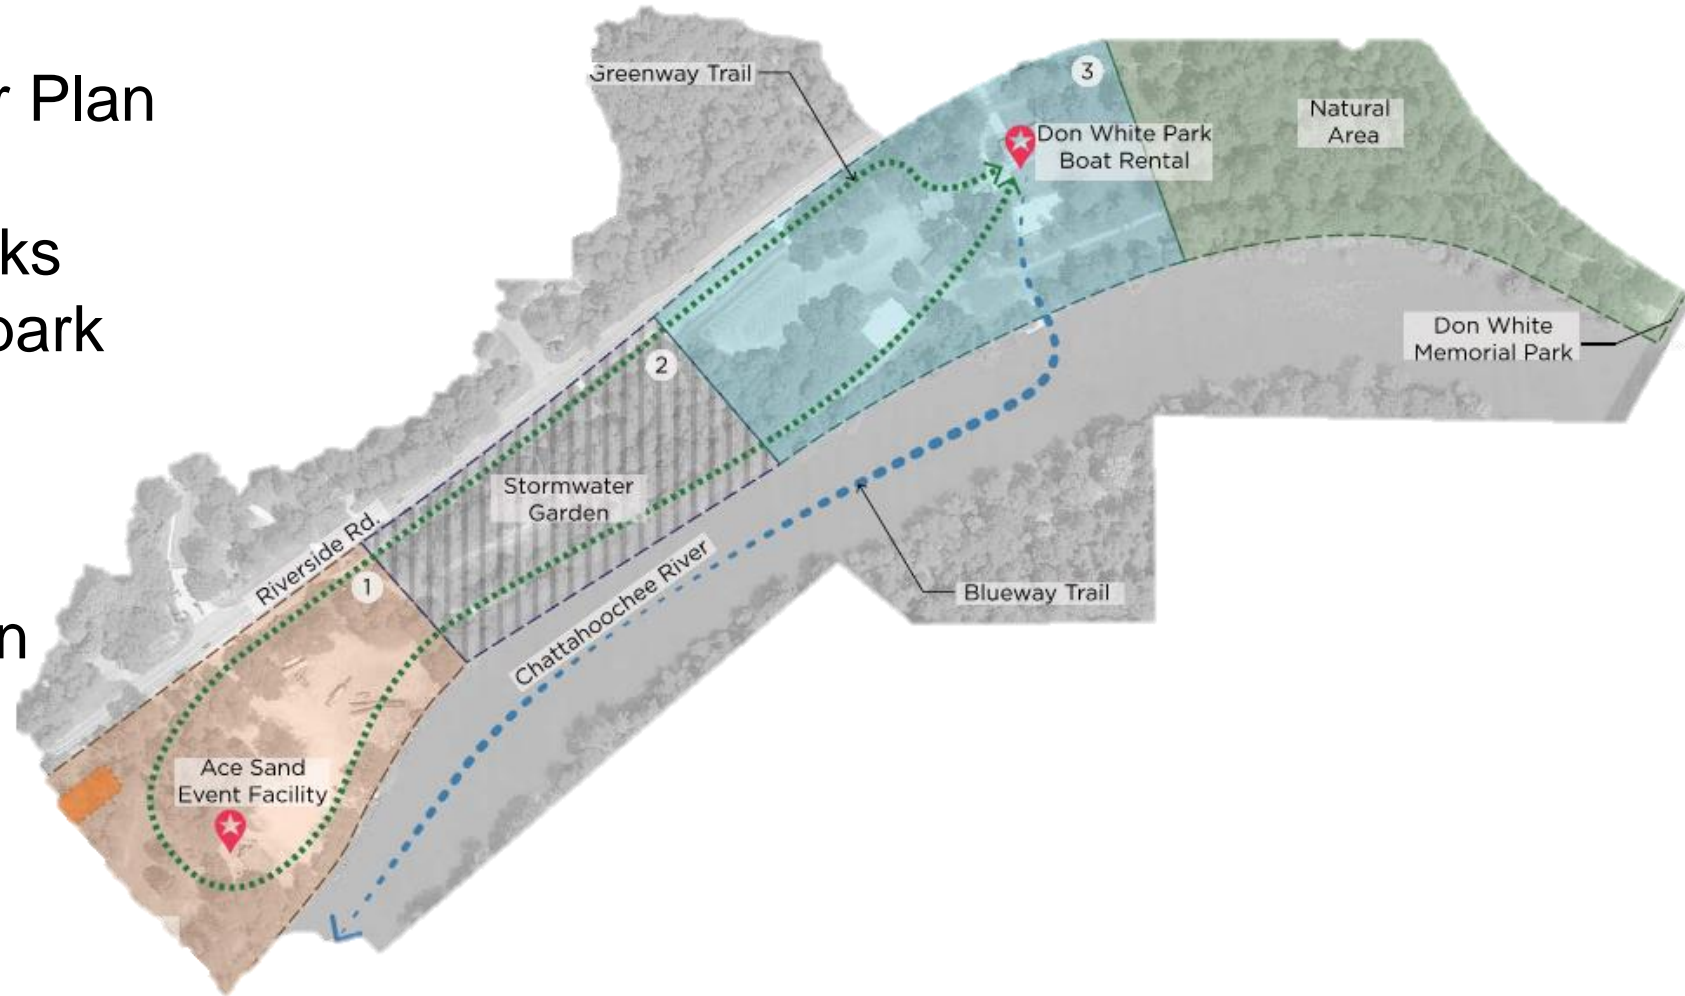 r Plan
ks
park
n
Greenway Trail
3
Don White Park
Boat Rental
Natural
Area
Don White
Memorial Park
2
Stormwater
Garden
Riverside Rd.
1
Chattahoochee River
Blueway Trail
Ace Sand
Event Facility